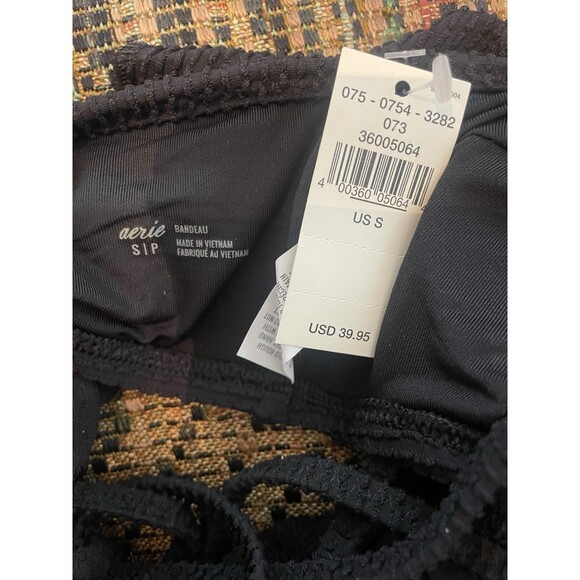 075 - 0754 - 3282
073
36005064
4 00360 05064
US S
USD 39.95
aerie
S|P
BANDEAU
MADE IN VIETNAM
FABRIQUÉ AU VIETNAM